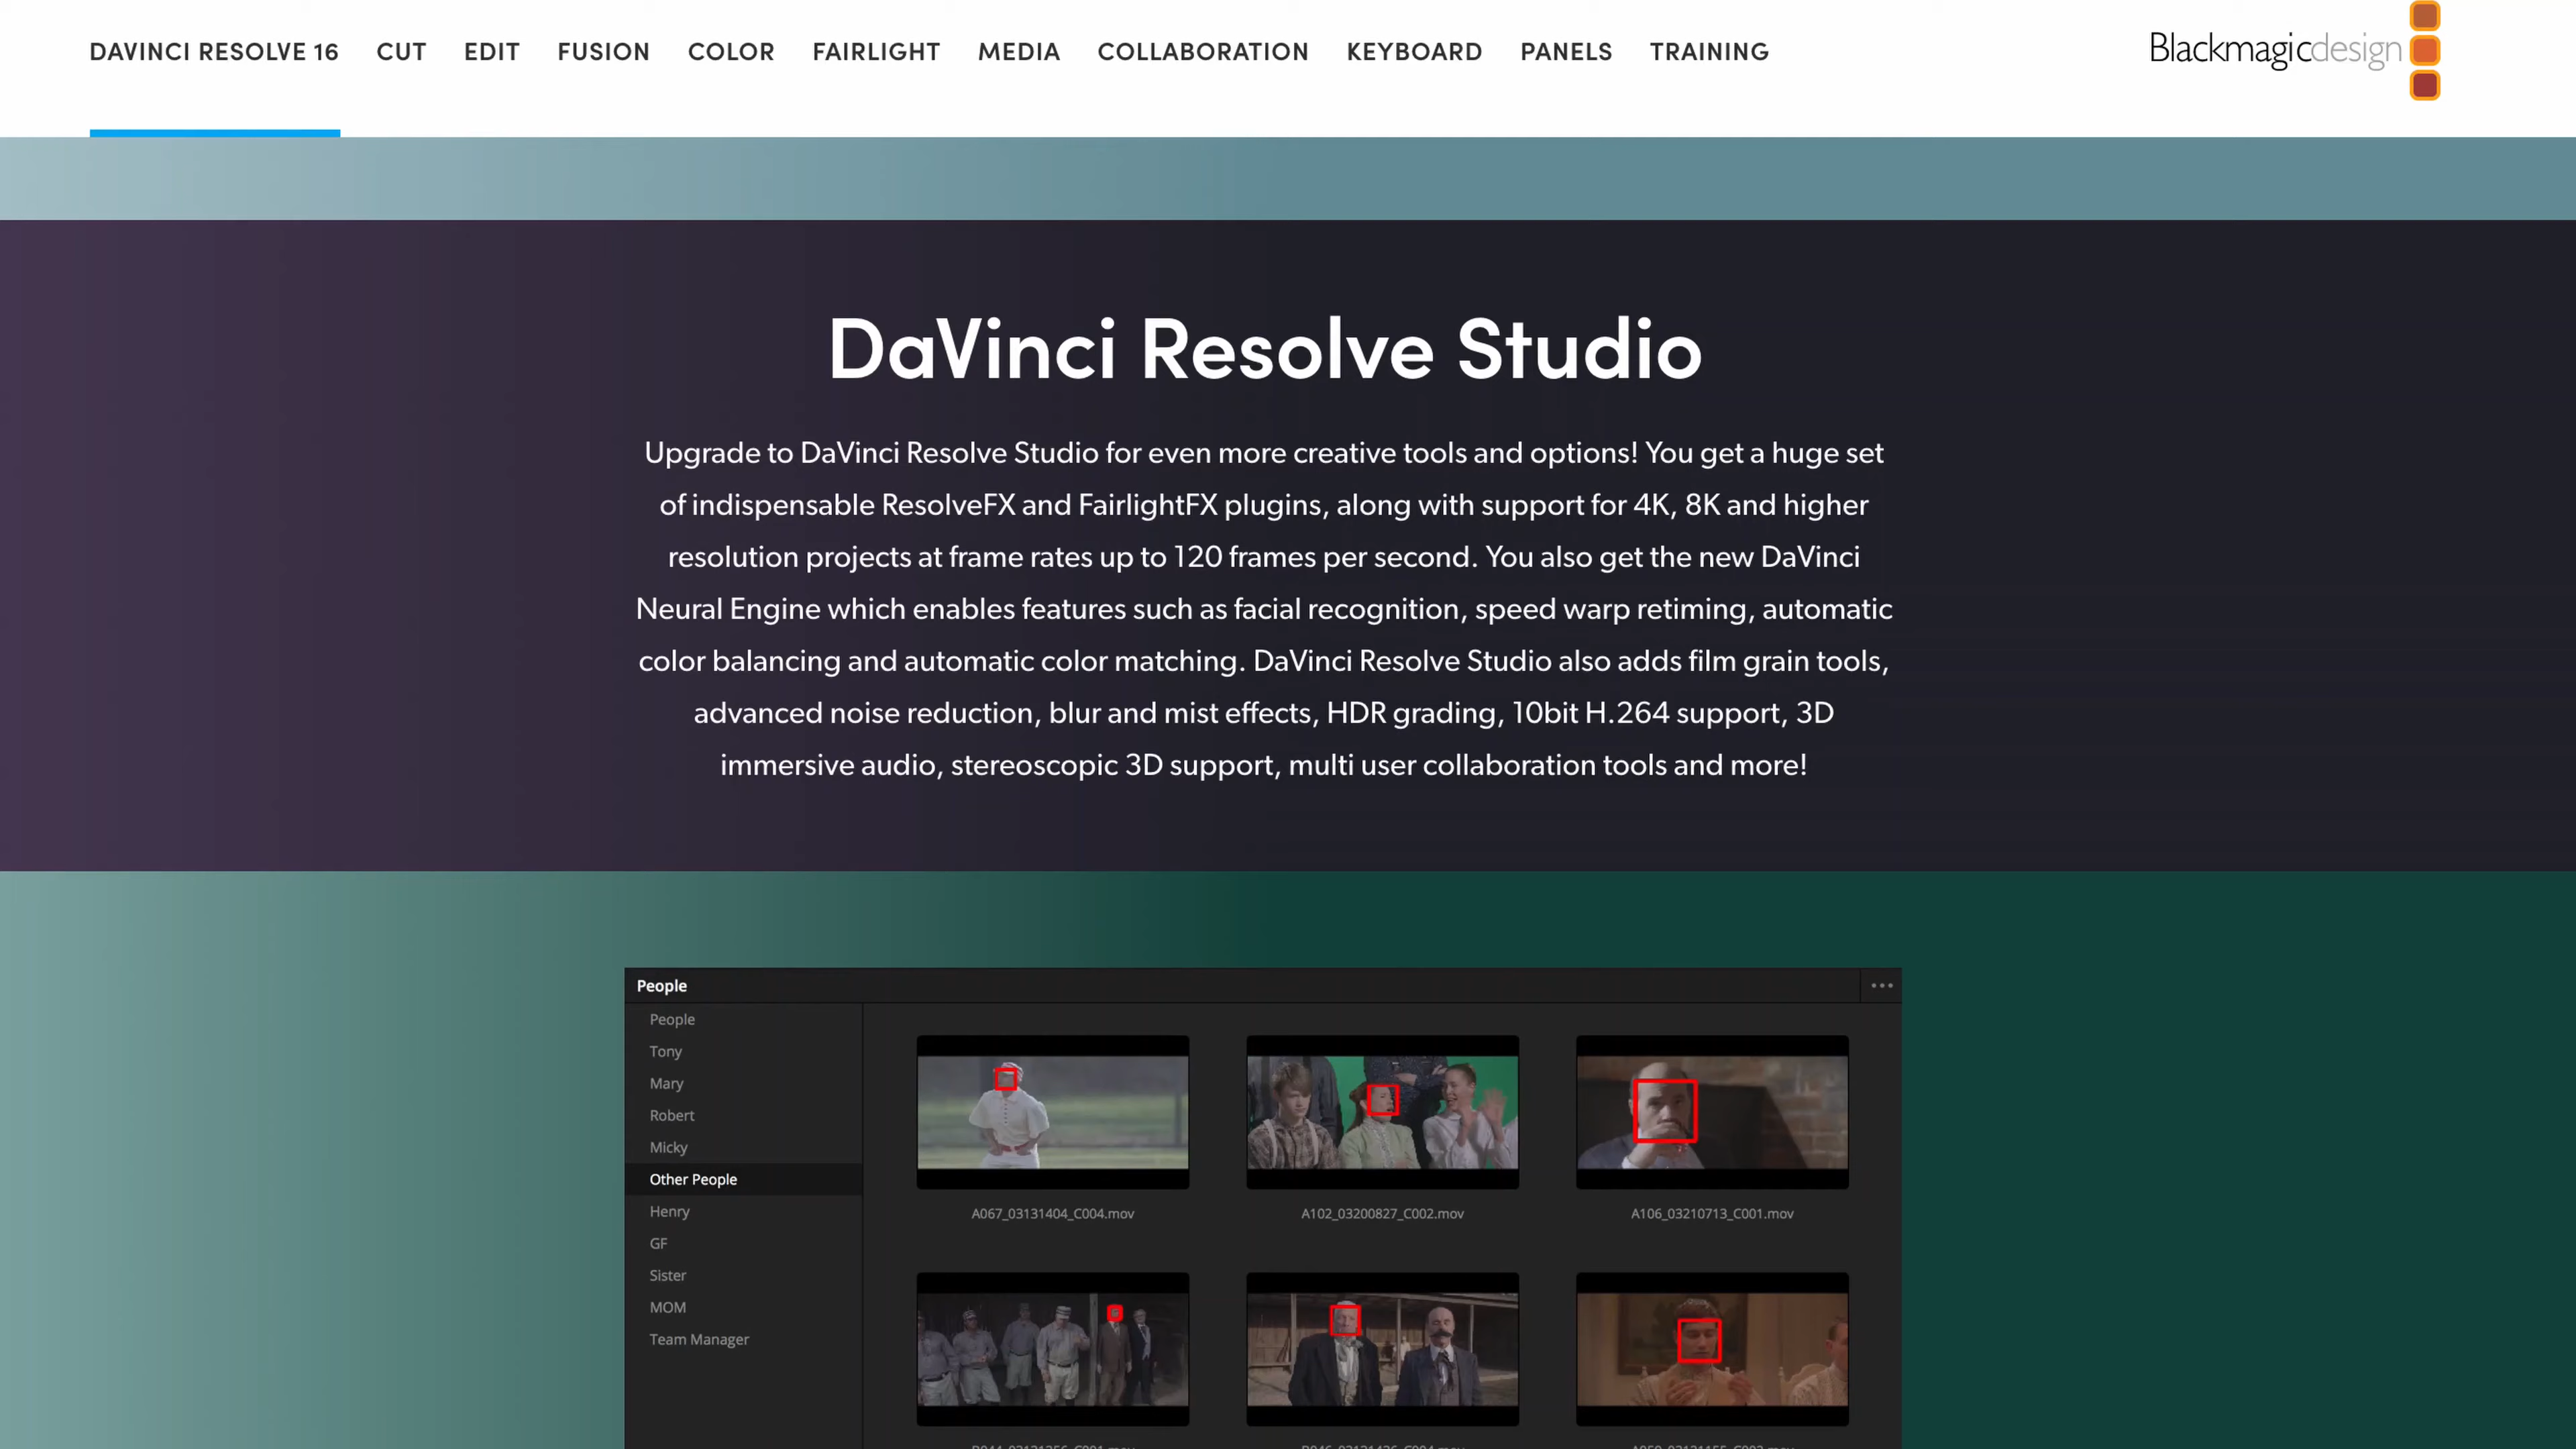 DAVINCI RESOLVE 16 CUT EDIT FUSION COLOR FAIRLIGHT MEDIA COLLABORATION KEYBOARD PANELS TRAINING
Blackmagicdesign
DaVinci Resolve Studio
Upgrade to DaVinci Resolve Studio for even more creative tools and options! You get a huge set
of indispensable ResolveFX and FairlightFX plugins, along with support for 4K, 8K and higher
resolution projects at frame rates up to 120 frames per second. You also get the new DaVinci
Neural Engine which enables features such as facial recognition, speed warp retiming, automatic
color balancing and automatic color matching. DaVinci Resolve Studio also adds film grain tools,
advanced noise reduction, blur and mist effects, HDR grading, 10bit H.264 support, 3D
immersive audio, stereoscopic 3D support, multi user collaboration tools and more!
People
People
Tony
Mary
Robert
Micky
Other People
Henry
GF
Sister
MOM
Team Manager
A067_03131404_C004.mov
A102_03200827_C002.mov
A106_03210713_C001.mov